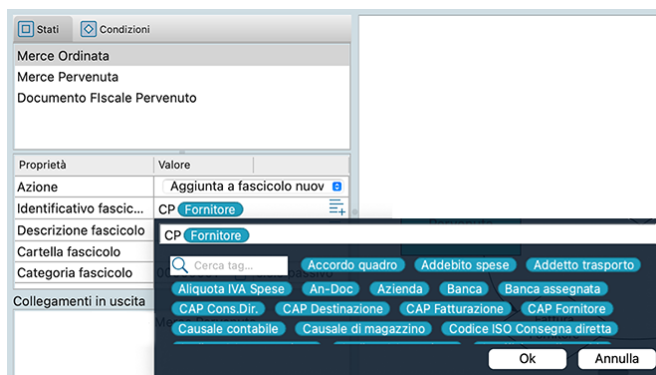 Stati Condizioni
Merce Ordinata
Merce Pervenuta
Documento FIscale Pervenuto
Proprietà Valore
Azione Aggiunta a fascicolo nuov
Identificativo fascic... CP Fornitore
Descrizione fascicolo
Cartella fascicolo
Categoria fascicolo
Collegamenti in uscita
CP Fornitore
Cerca tag... Accordo quadro Addebito spese Addetto trasporto
Aliquota IVA Spese An-Doc Azienda Banca Banca assegnata
CAP Cons.Dir. CAP Destinazione CAP Fatturazione CAP Fornitore
Causale contabile Causale di magazzino Codice ISO Consegna diretta
Ok Annulla